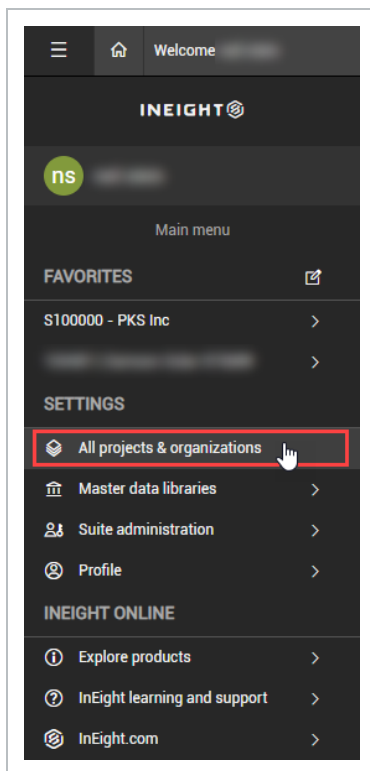 Welcome
INEIGHT
ns
Main menu
FAVORITES
S100000 - PKS Inc
SETTINGS
All projects & organizations
Master data libraries
Suite administration
Profile
INEIGHT ONLINE
Explore products
InEight learning and support
InEight.com